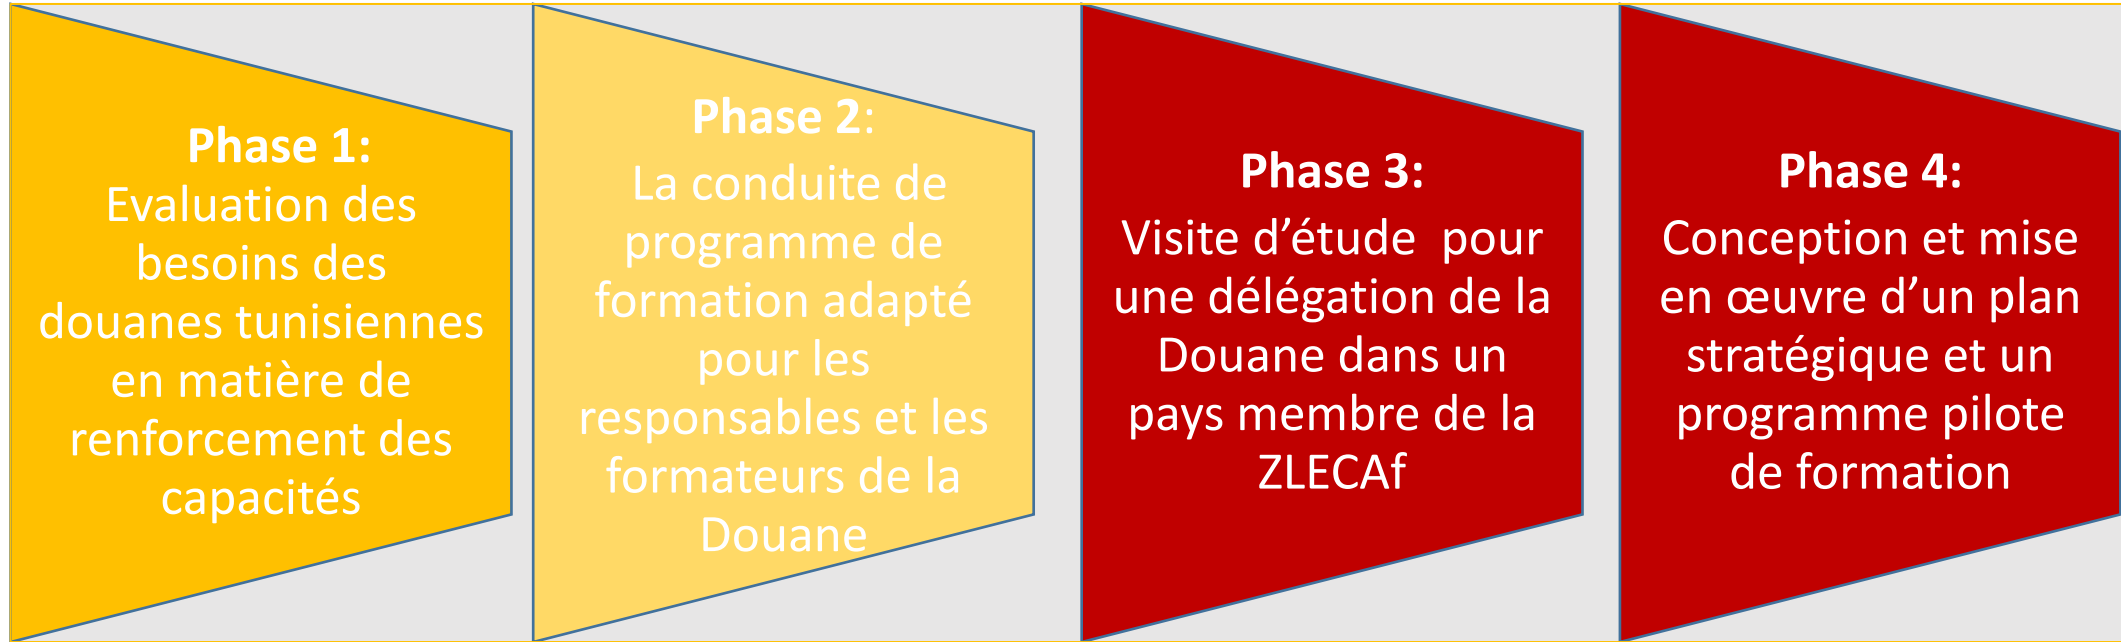 Phase 1:
Evaluation des
besoins des
douanes tunisiennes
en matière de
renforcement des
capacités
Phase 2:
La conduite de
programme de
formation adapté
pour les
responsables et les
formateurs de la
Douane
Phase 3:
Visite d’étude  pour
une délégation de la
Douane dans un
pays membre de la
ZLECAf
Phase 4:
Conception et mise
en œuvre d’un plan
stratégique et un
programme pilote
de formation